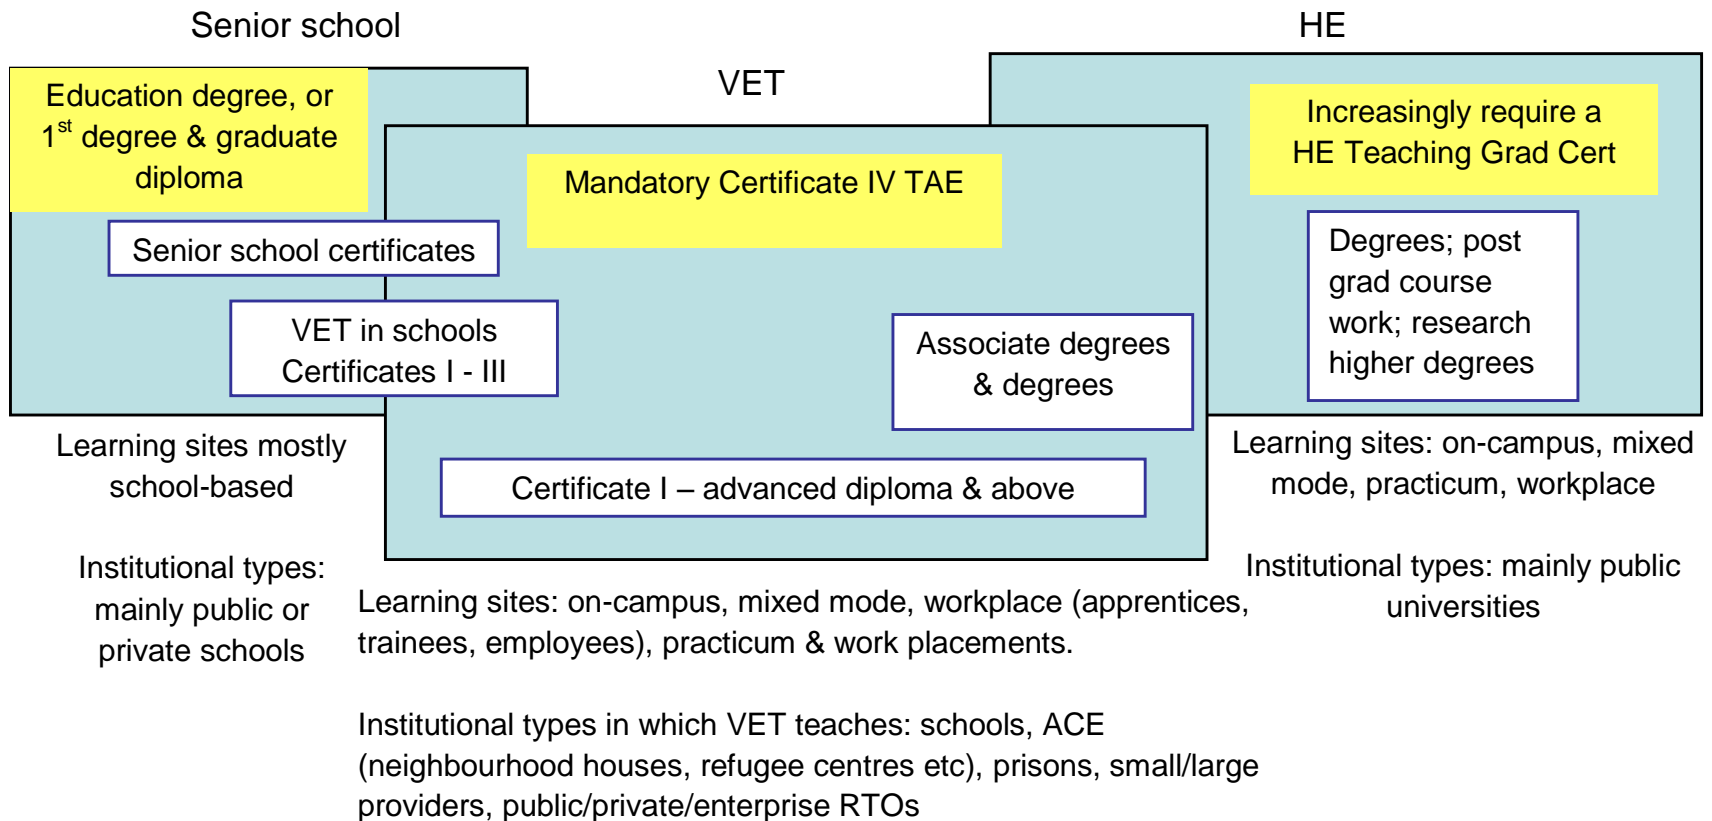 Senior school
HE
VET
Education degree, or
1st degree & graduate
diploma
Increasingly require a
HE Teaching Grad Cert
Mandatory Certificate IV TAE
Senior school certificates
Degrees; post
grad course
work; research
higher degrees
VET in schools
Certificates I - III
Associate degrees
& degrees
Certificate I – advanced diploma & above
Learning sites mostly
school-based
Institutional types:
mainly public or
private schools
Learning sites: on-campus, mixed
mode, practicum, workplace
Institutional types: mainly public
universities
Learning sites: on-campus, mixed mode, workplace (apprentices,
trainees, employees), practicum & work placements.
Institutional types in which VET teaches: schools, ACE
(neighbourhood houses, refugee centres etc), prisons, small/large
providers, public/private/enterprise RTOs